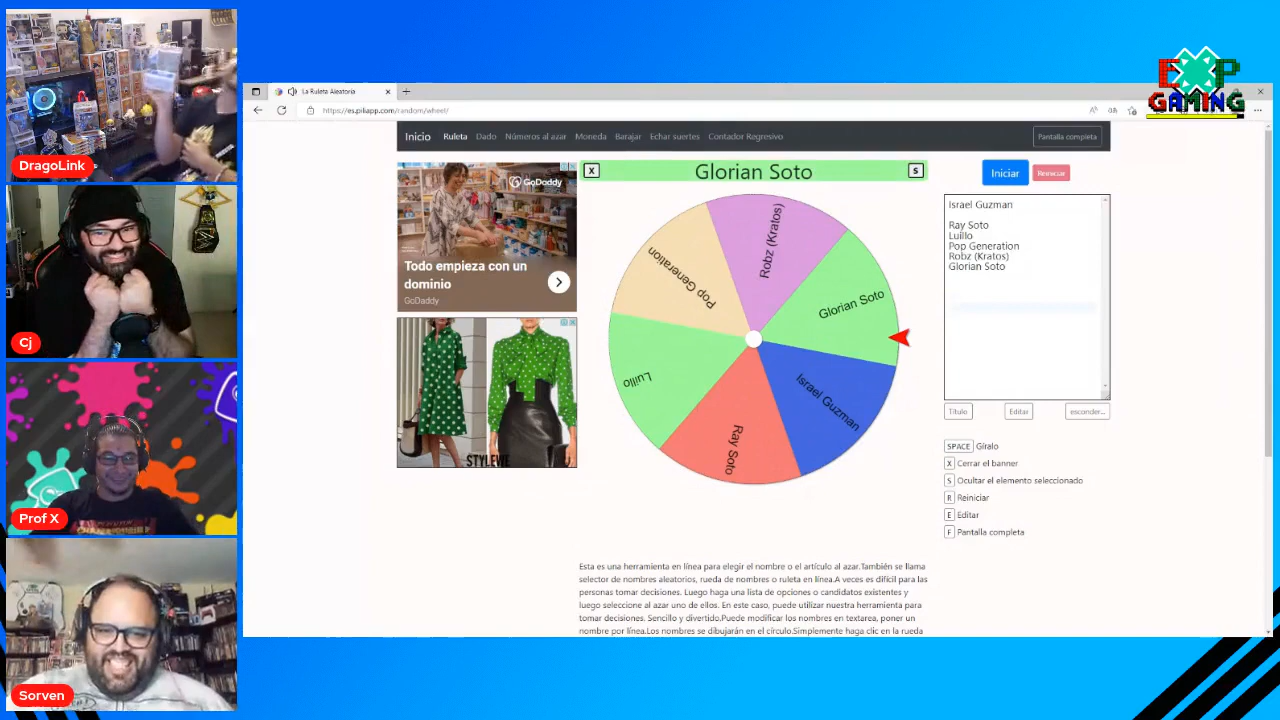 DragoLink
Cj
Prof X
Sorven
EXP
GAMING
La Ruleta Aleatoria
https://es.piliapp.com/random/wheel/
Inicio Ruleta Dado Números al azar Moneda Barajar Echar suertes Contador Regresivo Pantalla completa
GoDaddy
Todo empieza con un
dominio
GoDaddy
STYLEWE
X Glorian Soto S
Robz (Kratos)
Glorian Soto
Israel Guzman
Ray Soto
Luillo
Pop Generation
Iniciar Reiniciar
Israel Guzman
Ray Soto
Luillo
Pop Generation
Robz (Kratos)
Glorian Soto
Título Editar esconder...
SPACE Gíralo
X Cerrar el banner
S Ocultar el elemento seleccionado
R Reiniciar
E Editar
F Pantalla completa
Esta es una herramienta en línea para elegir el nombre o el artículo al azar.También se llama
selector de nombres aleatorios, rueda de nombres o ruleta en línea.A veces es difícil para las
personas tomar decisiones. Luego haga una lista de opciones o candidatos existentes y
luego seleccione al azar uno de ellos. En este caso, puede utilizar nuestra herramienta para
tomar decisiones. Sencillo y divertido.Puede modificar los nombres en textarea, poner un
nombre por línea.Los nombres se dibujarán en el círculo.Simplemente haga clic en la rueda